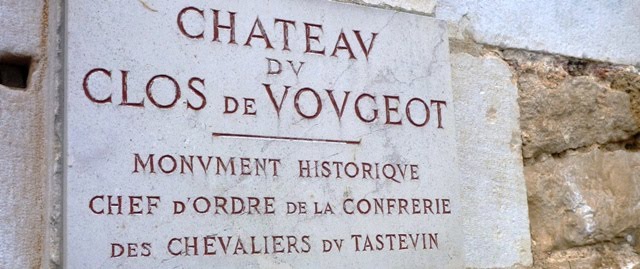 CHATEAV
DV
CLOS DE VOVGEOT
MONVMENT HISTORIQVE
CHEF D'ORDRE DE LA CONFRERIE
DES CHEVALIERS DV TASTEVIN